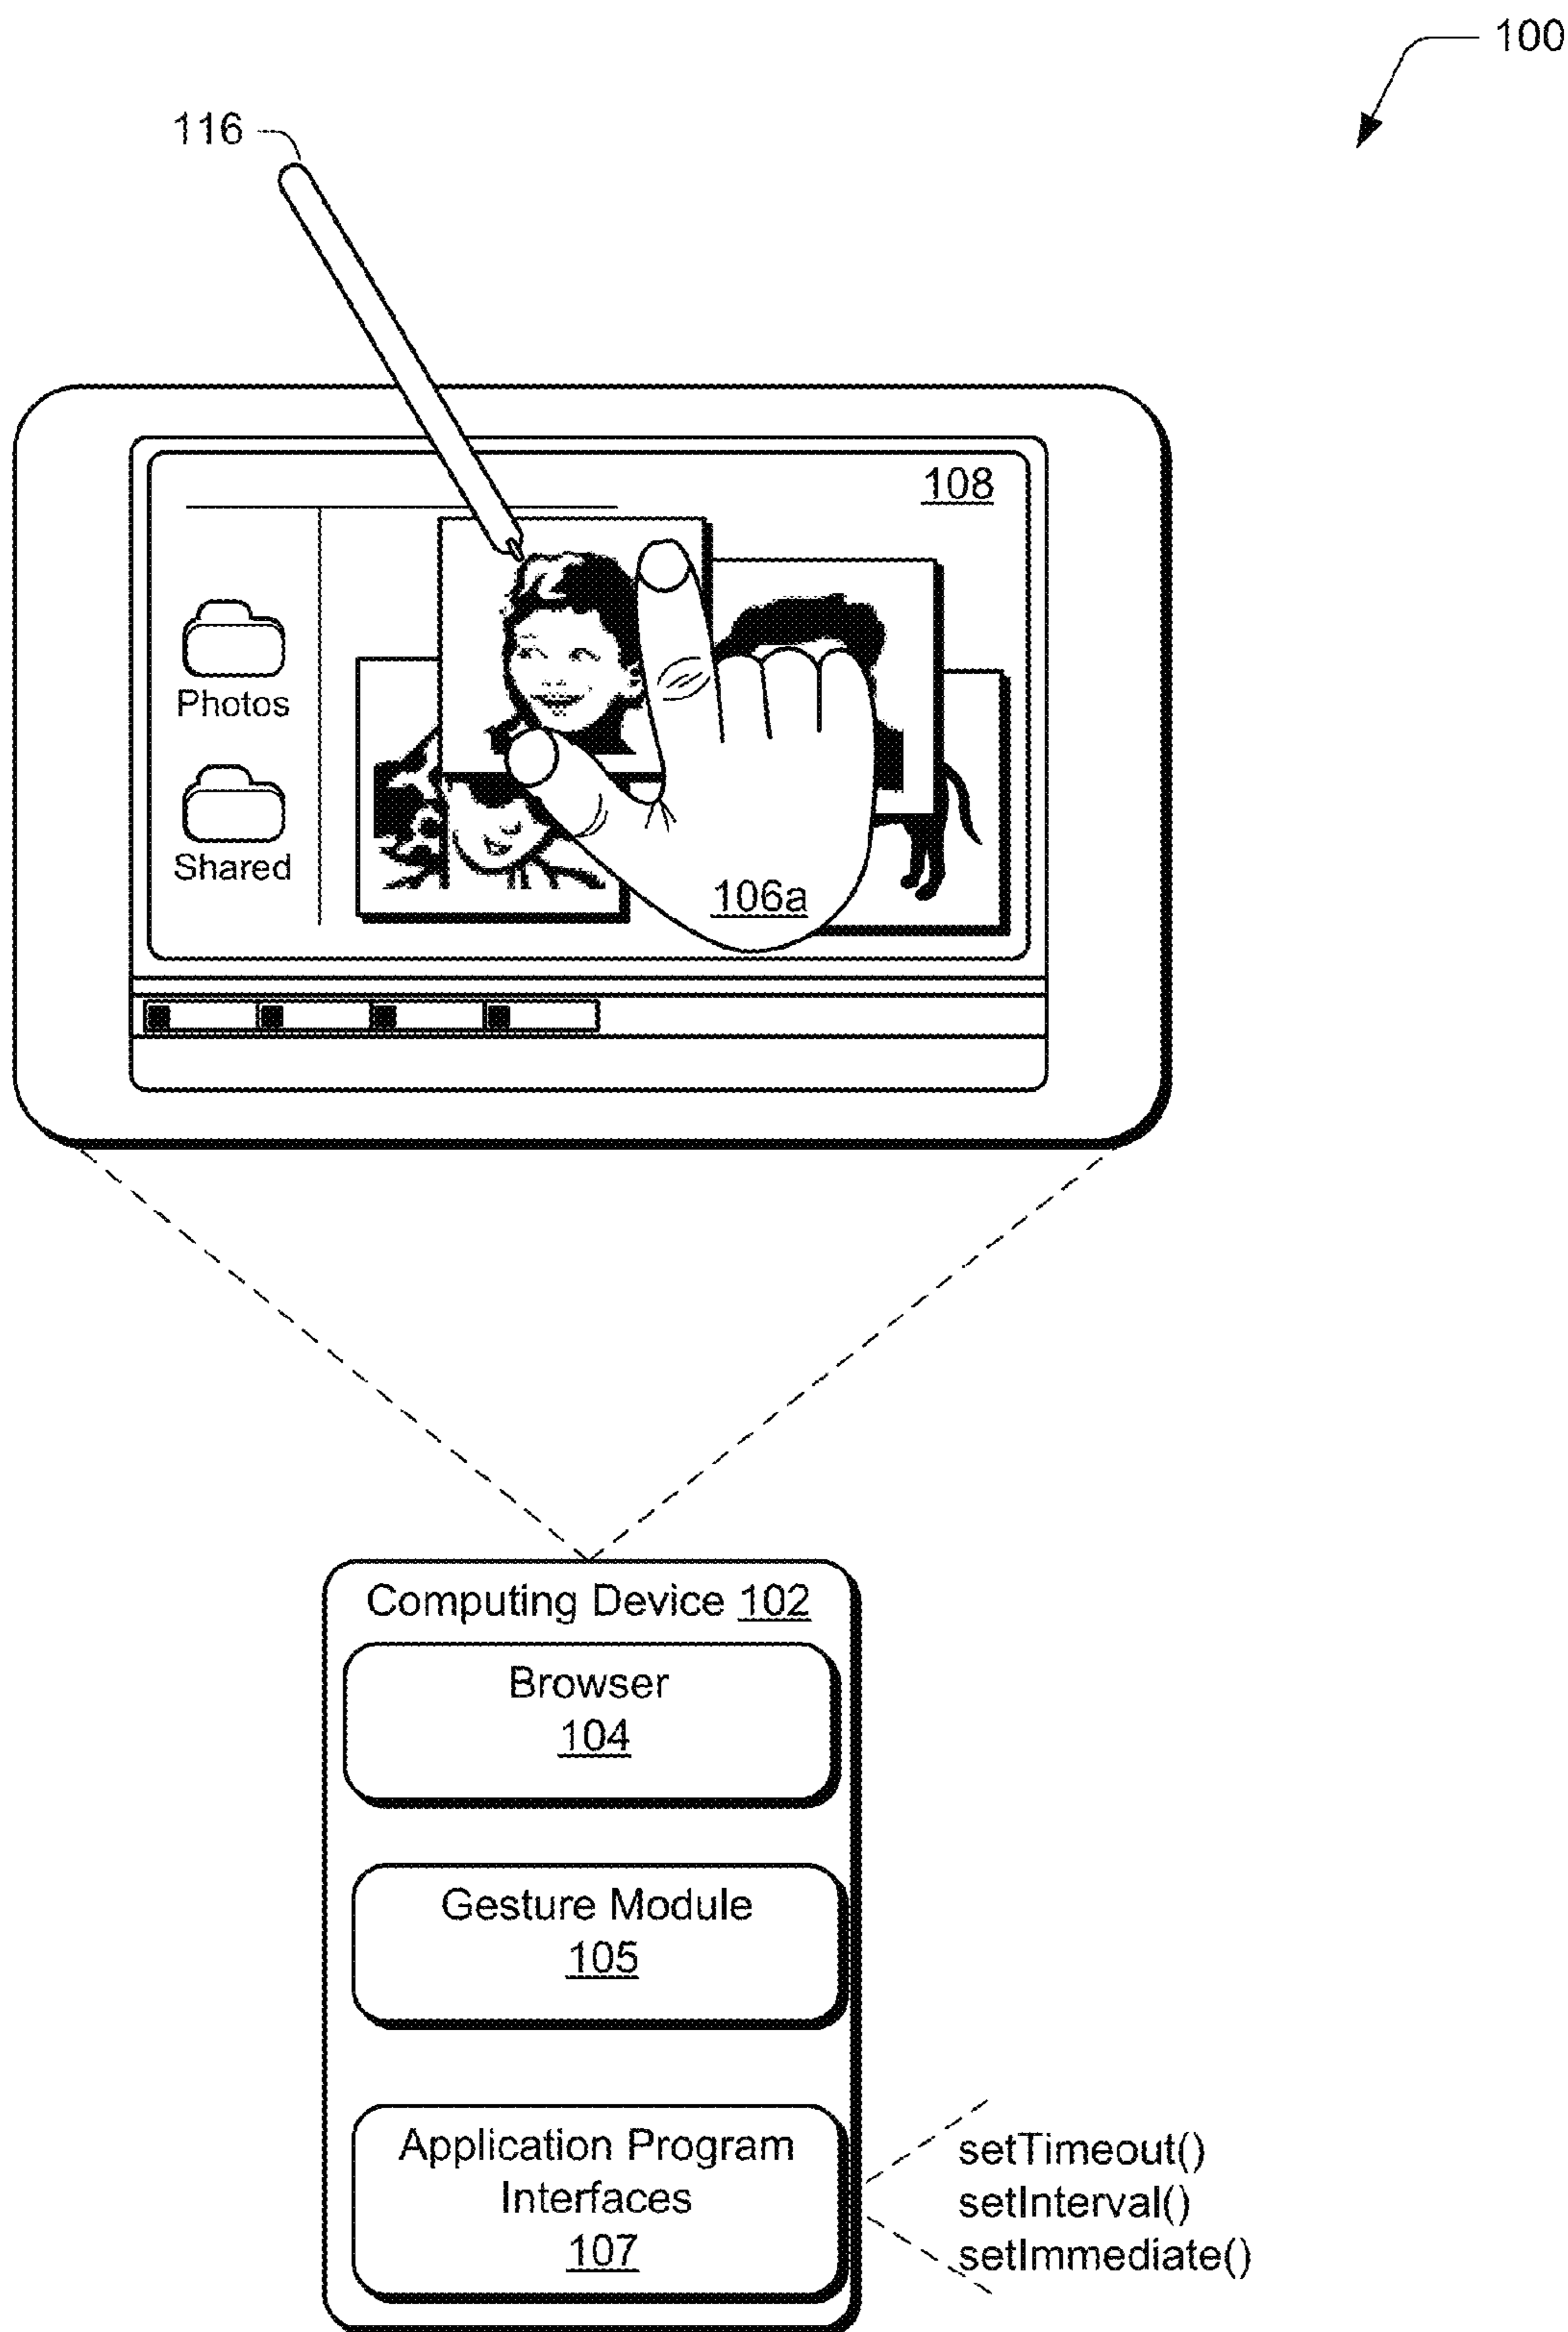 100
116
108
Photos
Shared
106a
Computing Device 102
Browser
104
Gesture Module
105
Application Program
Interfaces
107
setTimeout()
setInterval()
setImmediate()